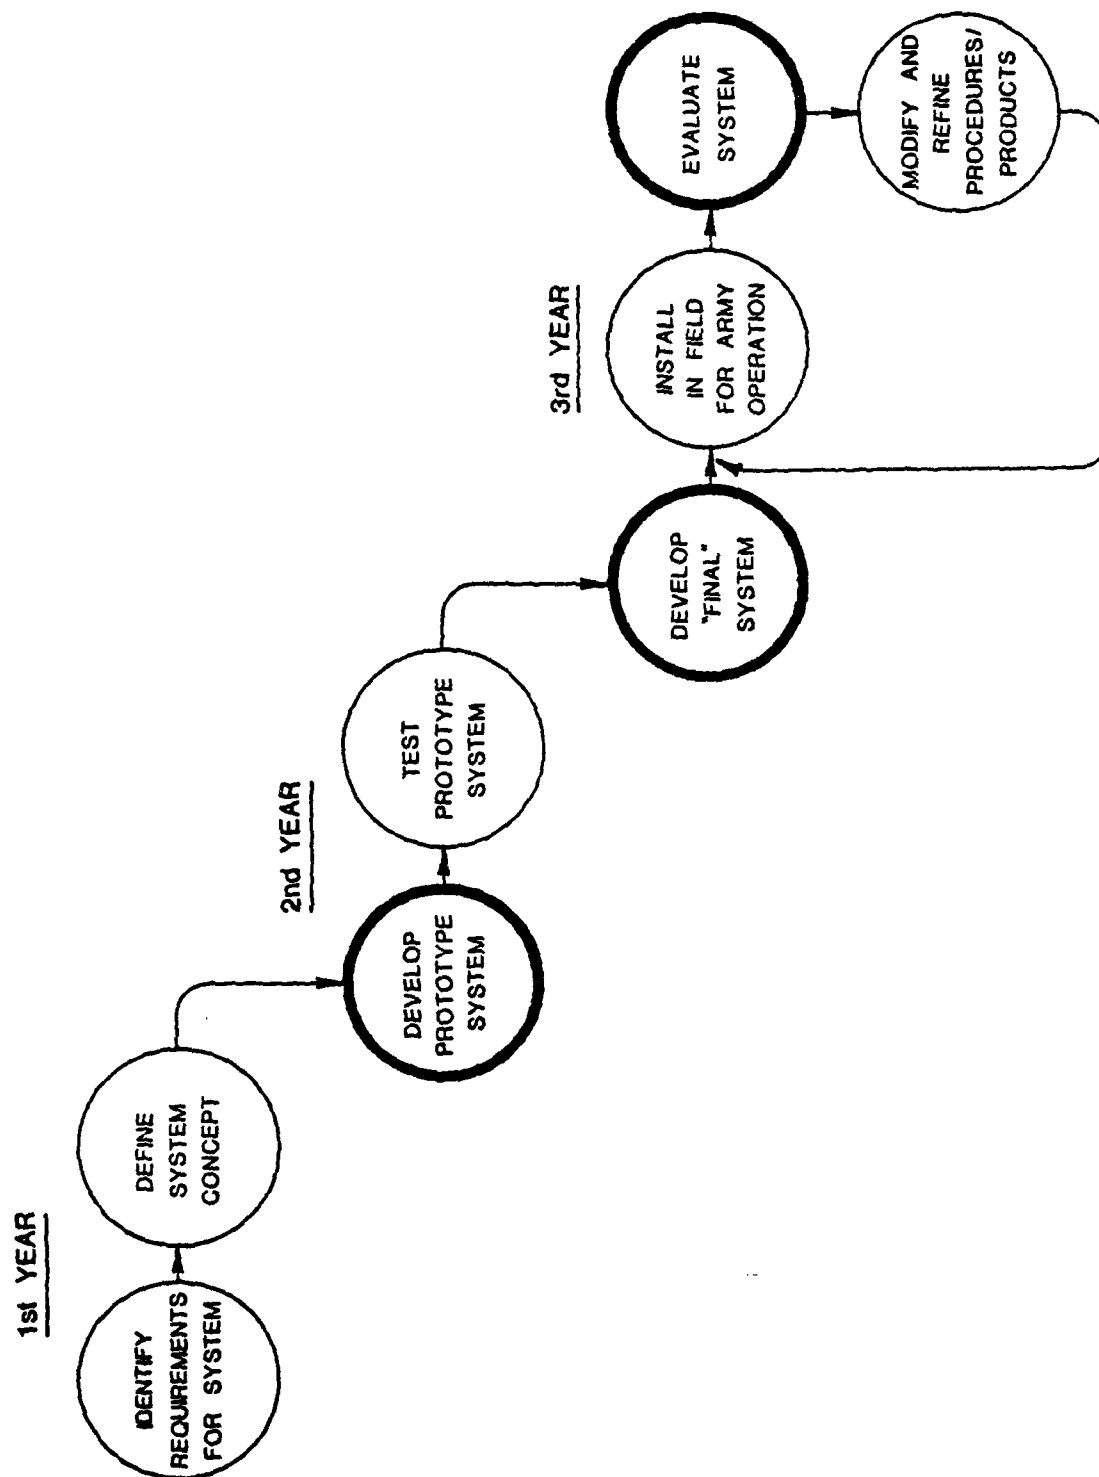 1st YEAR
IDENTIFY
REQUIREMENTS
FOR SYSTEM
DEFINE
SYSTEM
CONCEPT
2nd YEAR
DEVELOP
PROTOTYPE
SYSTEM
TEST
PROTOTYPE
SYSTEM
3rd YEAR
DEVELOP
"FINAL"
SYSTEM
INSTALL
IN FIELD
FOR ARMY
OPERATION
EVALUATE
SYSTEM
MODIFY AND
REFINE
PROCEDURES/
PRODUCTS